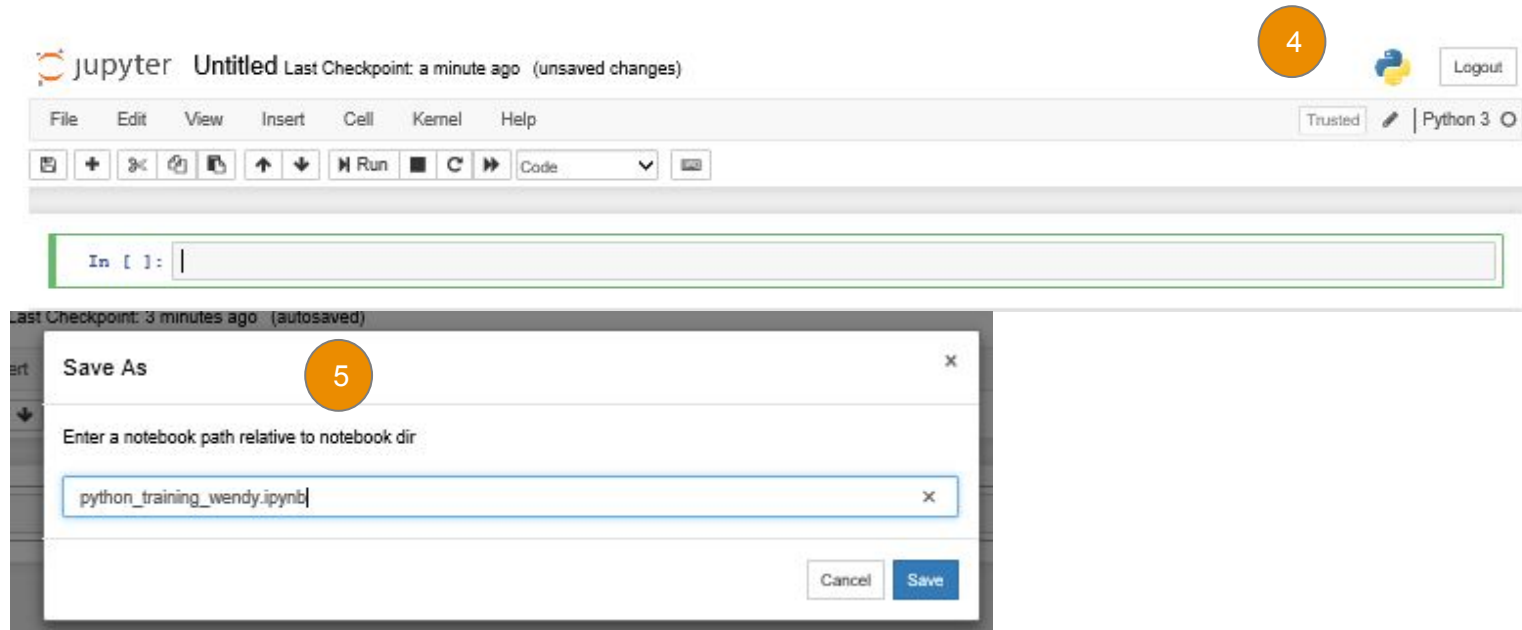 4
jupyter Untitled Last Checkpoint: a minute ago (unsaved changes)
Logout
File Edit View Insert Cell Kernel Help
Trusted Python 3
Run Code
In [ ]:
Last Checkpoint: 3 minutes ago (autosaved)
Save As
5
ert
Enter a notebook path relative to notebook dir
python_training_wendy.ipynb
Cancel Save